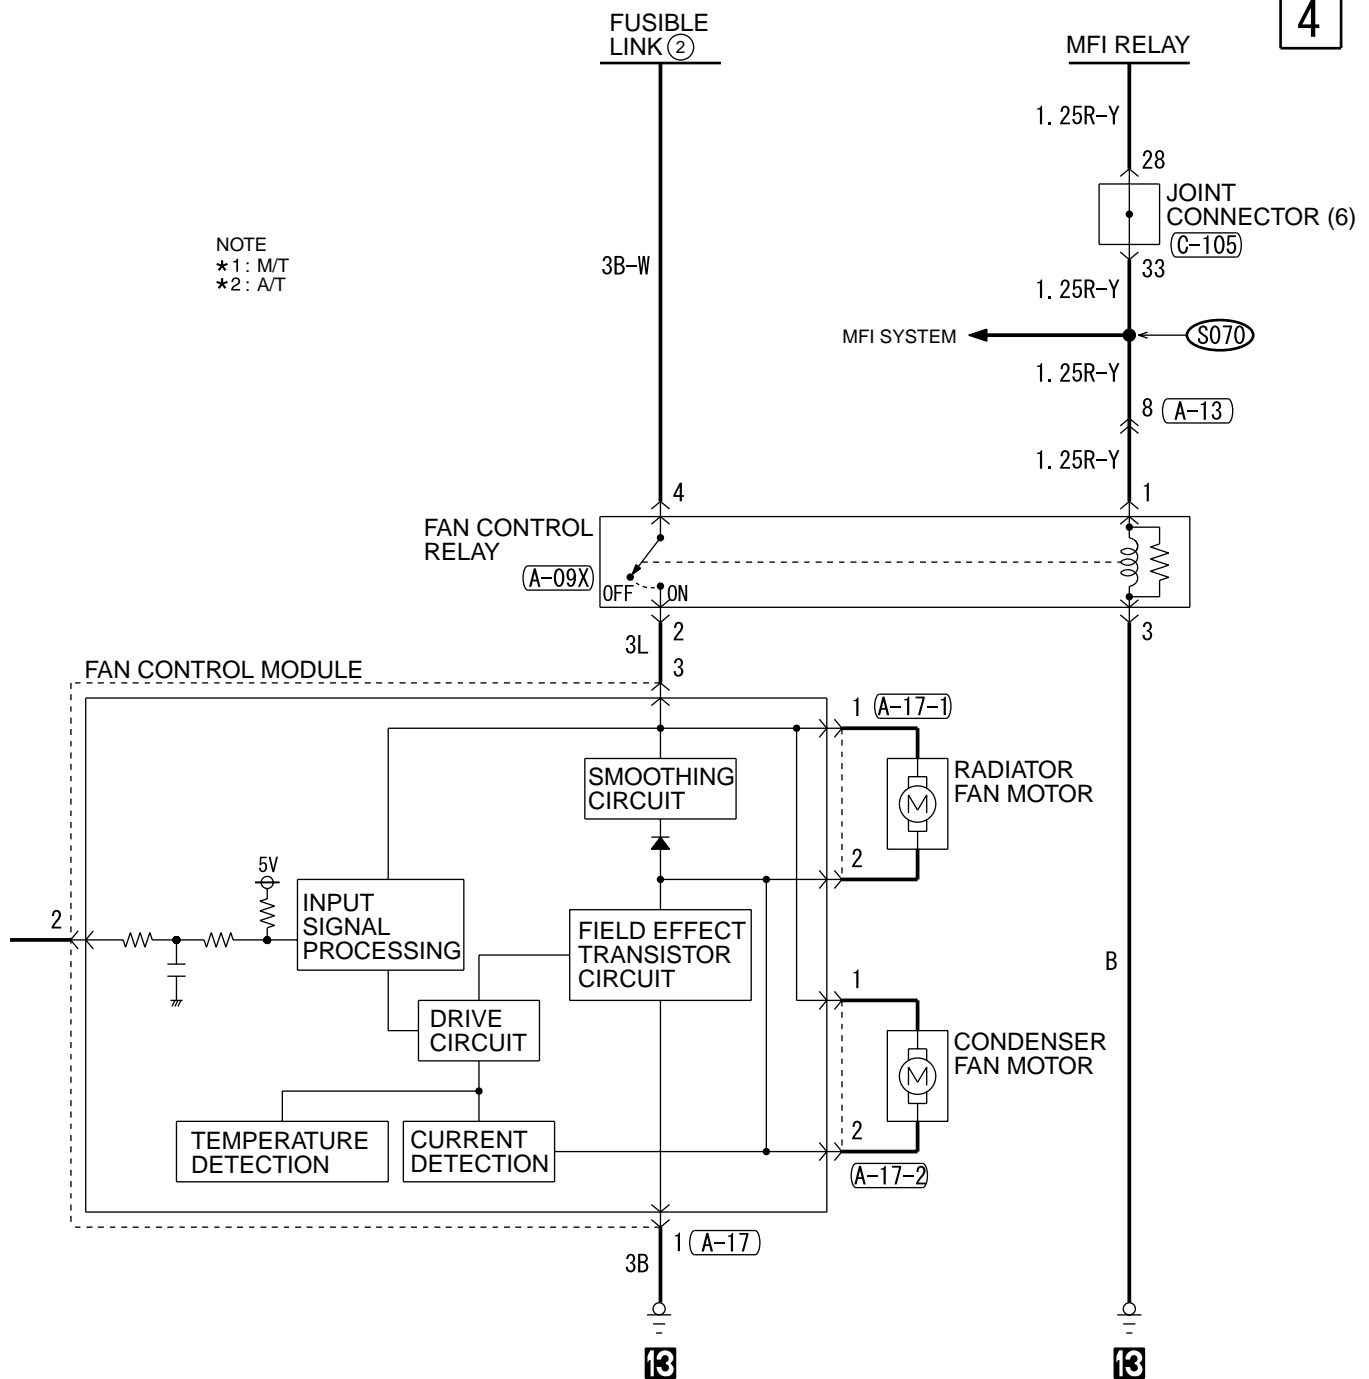 4
FUSIBLE
LINK 2
MFI RELAY
1. 25R-Y
28
JOINT
CONNECTOR (6)
C-105
NOTE
*1 : M/T
*2 : A/T
3B-W
33
1. 25R-Y
MFI SYSTEM
S070
1. 25R-Y
8 A-13
1. 25R-Y
4
1
FAN CONTROL
RELAY
A-09X
OFF
ON
2
3
3L
3
FAN CONTROL MODULE
1 A-17-1
SMOOTHING
CIRCUIT
RADIATOR
FAN MOTOR
M
2
5V
INPUT
SIGNAL
PROCESSING
2
FIELD EFFECT
TRANSISTOR
CIRCUIT
B
1
DRIVE
CIRCUIT
CONDENSER
FAN MOTOR
M
TEMPERATURE
DETECTION
CURRENT
DETECTION
2
A-17-2
1 A-17
3B
13
13